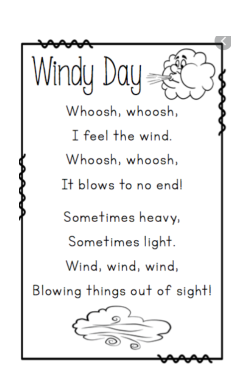 Windy Day
Whoosh, whoosh,
I feel the wind.
Whoosh, whoosh,
It blows to no end!
Sometimes heavy,
Sometimes light.
Wind, wind, wind,
Blowing things out of sight!